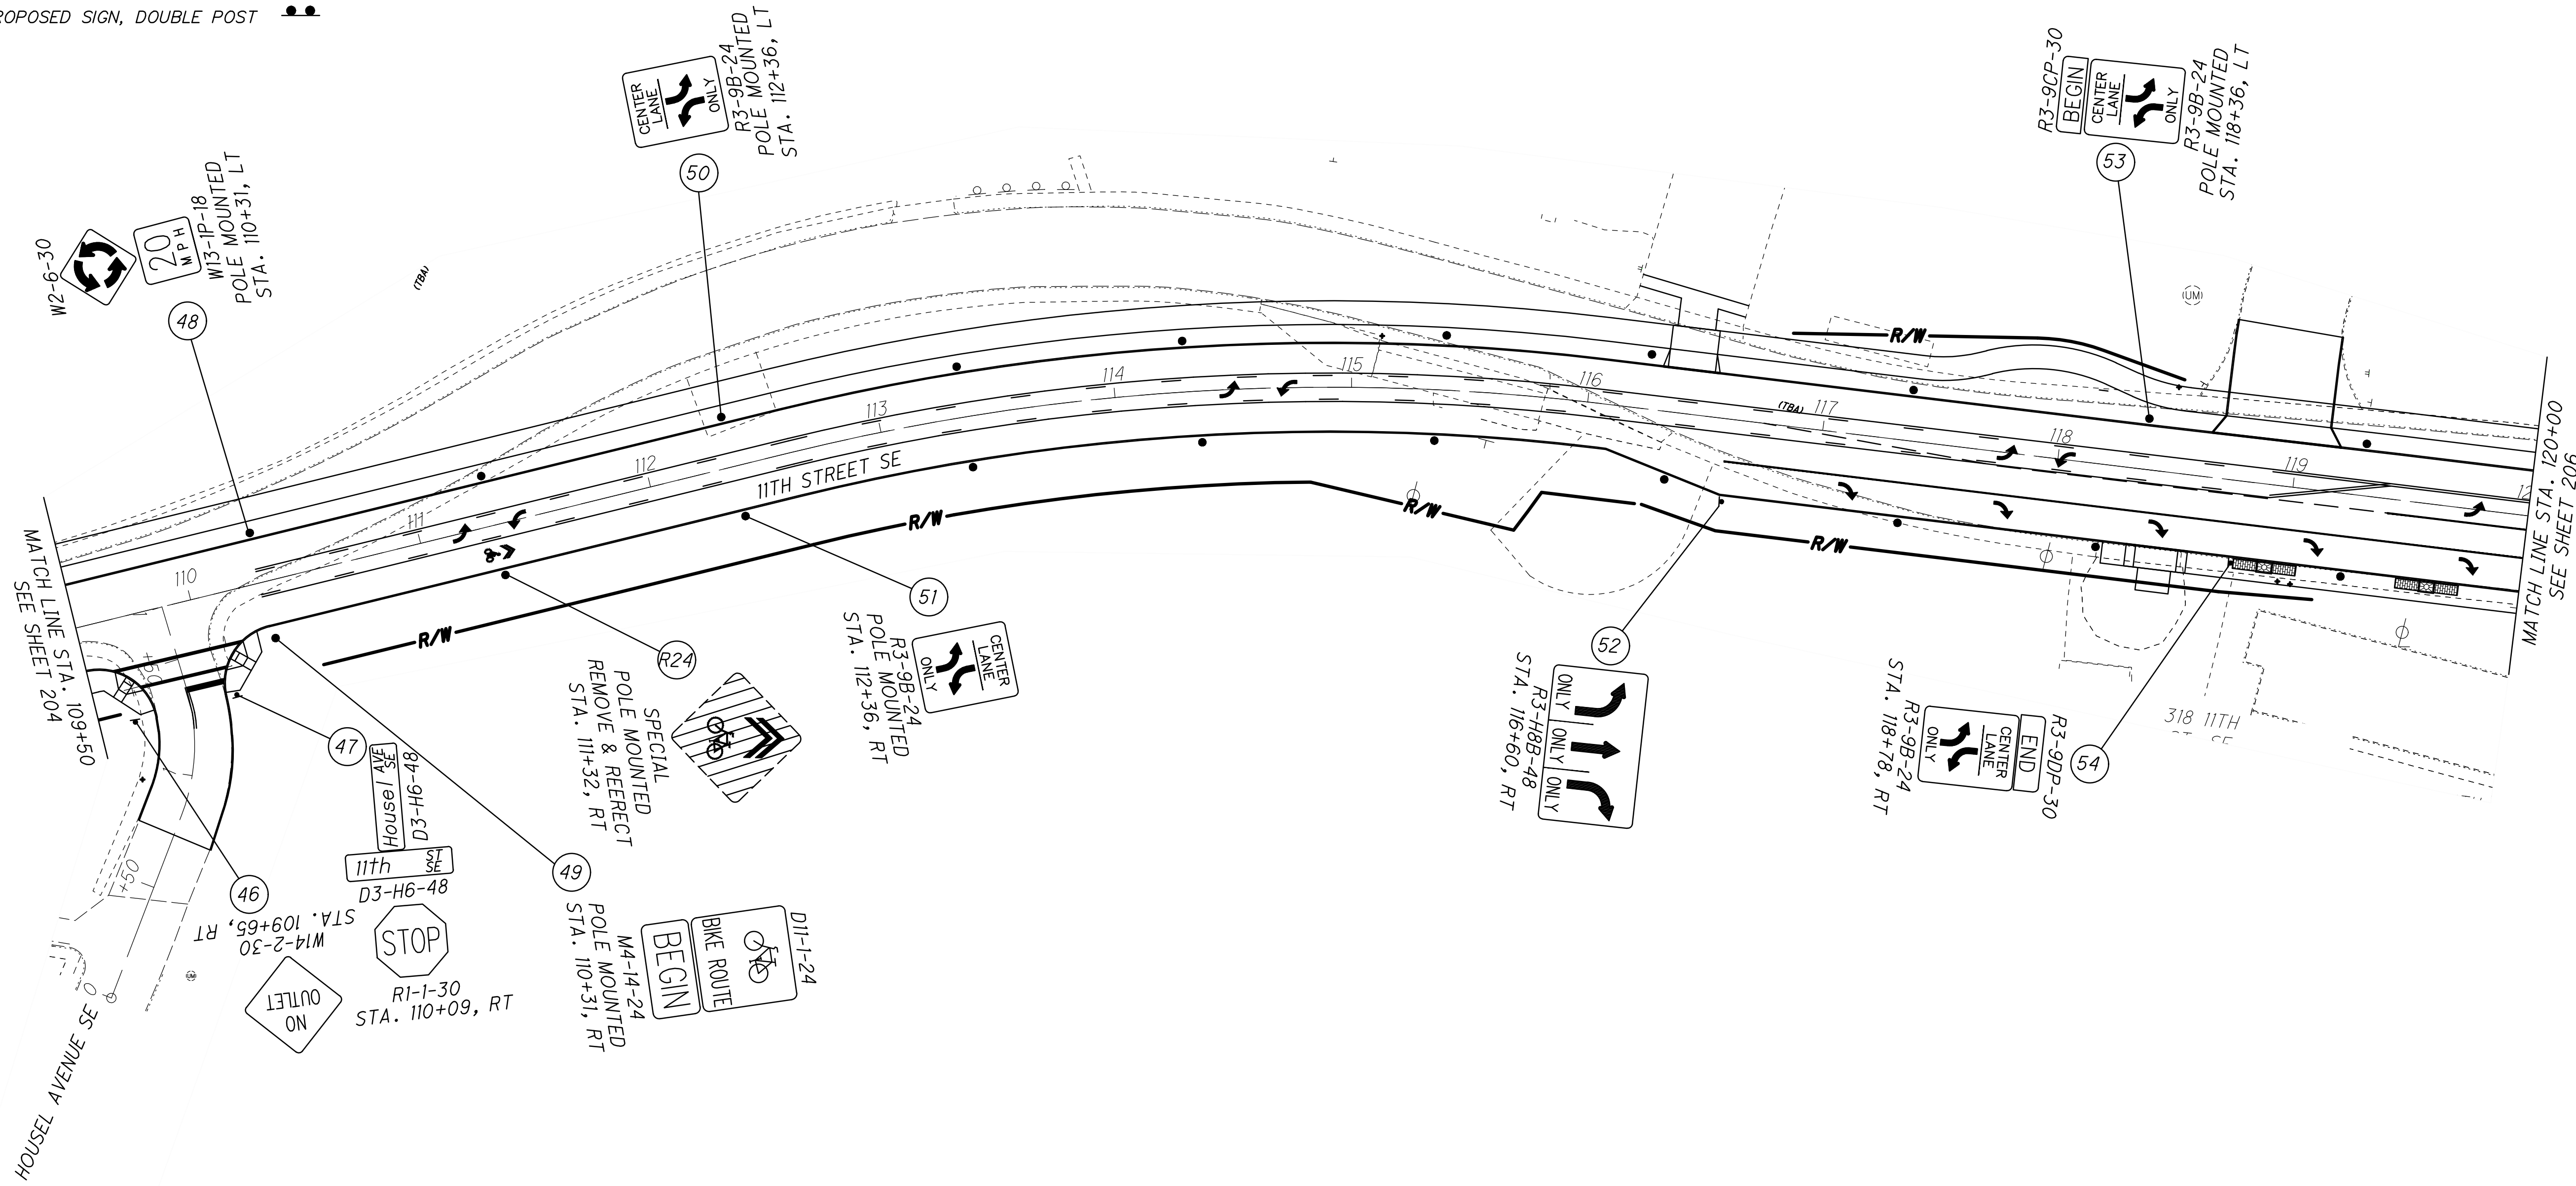 ROPOSED SIGN, DOUBLE POST
W2-6-30
20
MPH
W13-1P-18
POLE MOUNTED
STA. 110+31, LT
48
(TBA)
CENTER
LANE
ONLY
R3-9B-24
POLE MOUNTED
STA. 112+36, LT
50
R3-9CP-30
BEGIN
CENTER
LANE
ONLY
R3-9B-24
POLE MOUNTED
STA. 118+36, LT
53
(UM)
R/W
110
111
112
113
114
115
116
117
118
119
12
(TBA)
11TH STREET SE
R/W
R/W
R/W
R/W
MATCH LINE STA. 109+50
SEE SHEET 204
MATCH LINE STA. 120+00
SEE SHEET 206
+50
+50
0
HOUSEL AVENUE SE
46
STA. 109+65, RT
W14-2-30
NO
OUTLET
(UM)
47
Housel AVE
SE
D3-H6-48
11th ST
SE
D3-H6-48
STOP
R1-1-30
STA. 110+09, RT
49
D11-1-24
BIKE ROUTE
BEGIN
M4-14-24
POLE MOUNTED
STA. 110+31, RT
R24
SPECIAL
POLE MOUNTED
REMOVE & REERECT
STA. 111+32, RT
51
CENTER
LANE
ONLY
R3-9B-24
POLE MOUNTED
STA. 112+36, RT
52
ONLY
ONLY
ONLY
R3-H8B-48
STA. 116+60, RT
54
R3-9DP-30
END
CENTER
LANE
ONLY
R3-9B-24
STA. 118+78, RT
318 11TH